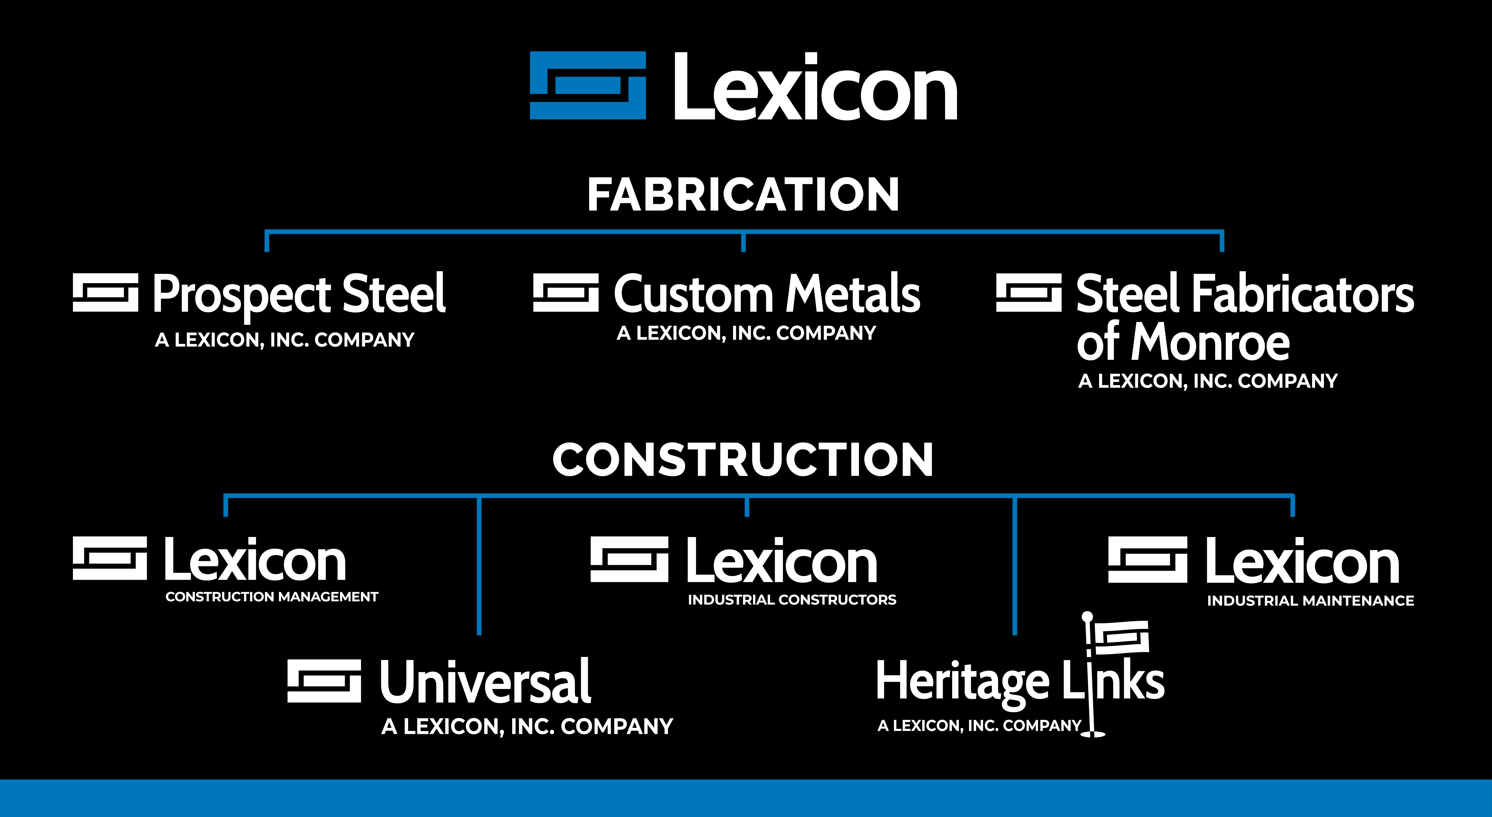 Lexicon
FABRICATION
Prospect Steel
A LEXICON, INC. COMPANY
Custom Metals
A LEXICON, INC. COMPANY
Steel Fabricators
of Monroe
A LEXICON, INC. COMPANY
CONSTRUCTION
Lexicon
CONSTRUCTION MANAGEMENT
Lexicon
INDUSTRIAL CONSTRUCTORS
Lexicon
INDUSTRIAL MAINTENANCE
Universal
A LEXICON, INC. COMPANY
Heritage Links
A LEXICON, INC. COMPANY